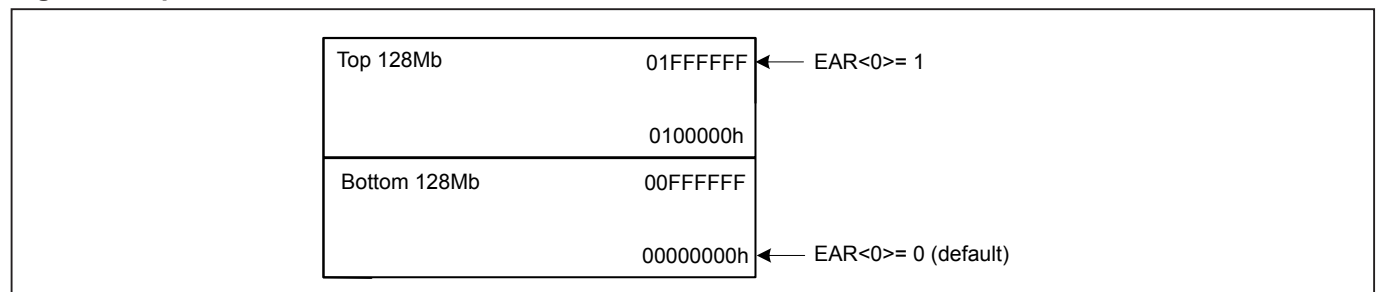 Top 128Mb 01FFFFFF EAR<0>= 1
0100000h
Bottom 128Mb 00FFFFFF
00000000h EAR<0>= 0 (default)